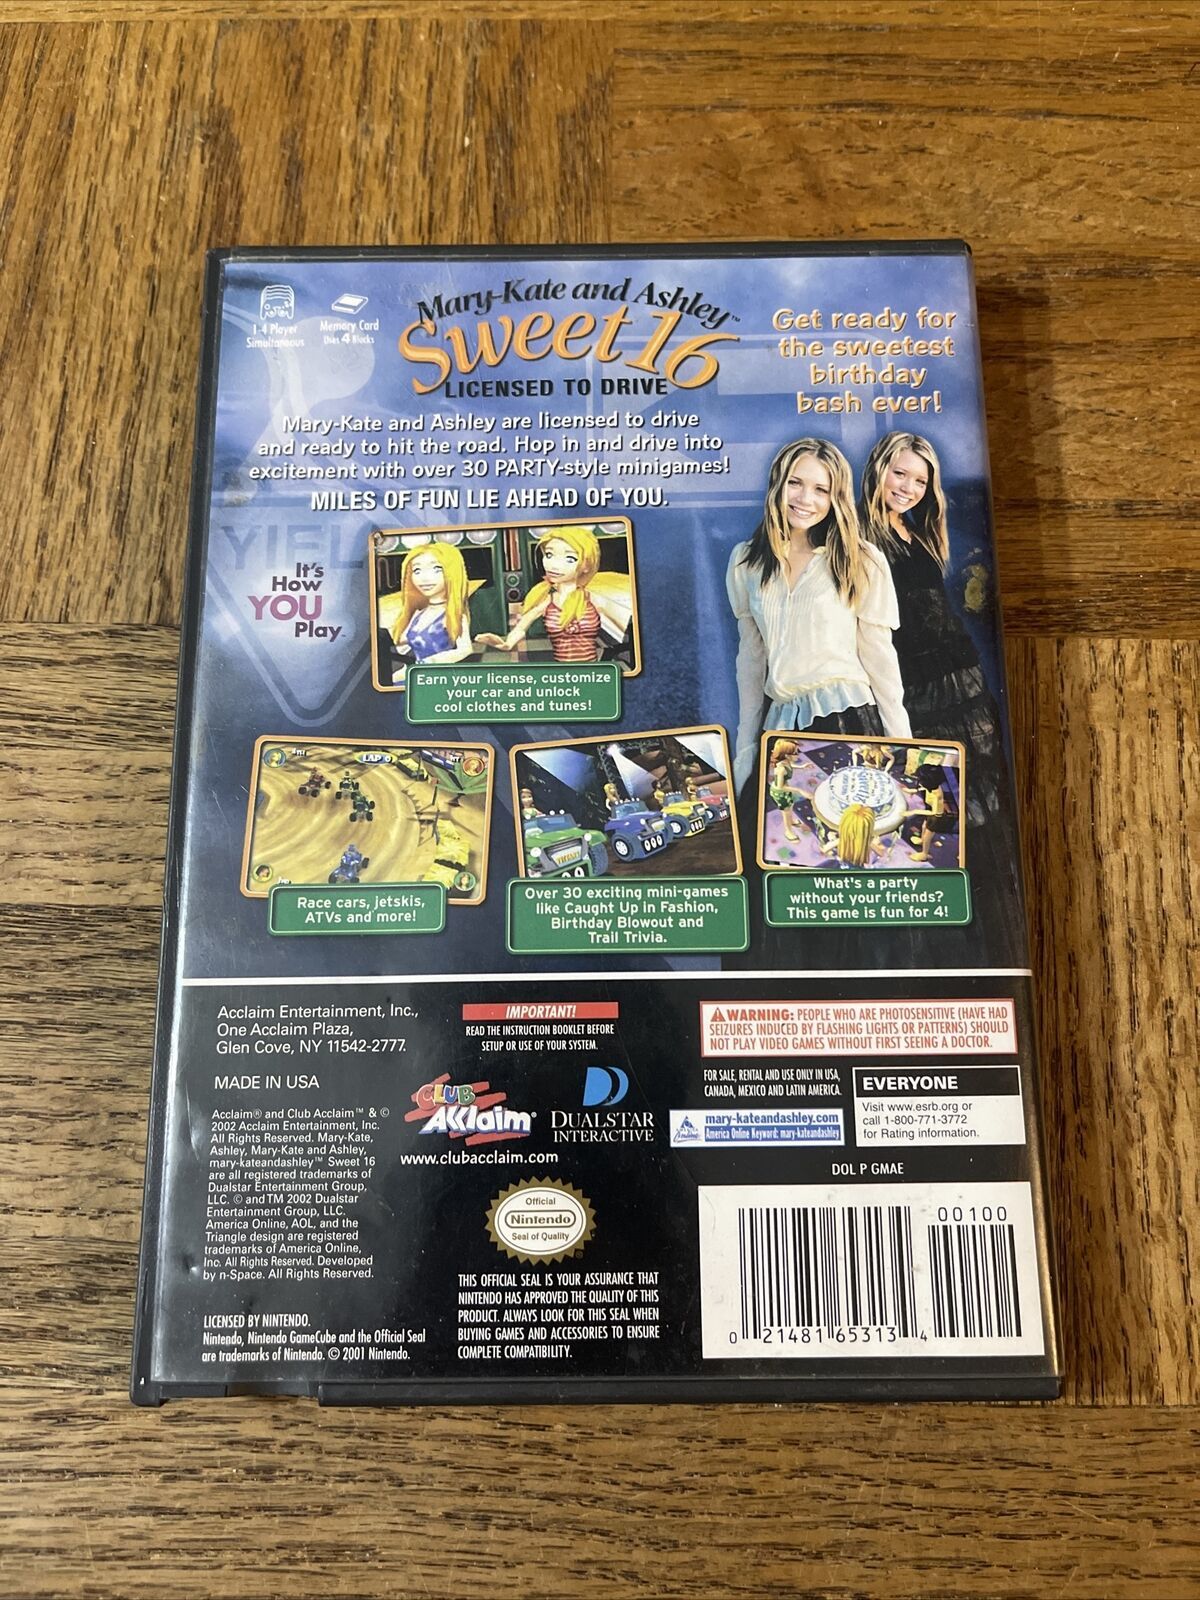 1-4 Player
Simultaneous
Memory Card
Uses 4 Blocks
Mary-Kate and Ashley™
Sweet 16
LICENSED TO DRIVE
Get ready for
the sweetest
birthday
bash ever!
Mary-Kate and Ashley are licensed to drive
and ready to hit the road. Hop in and drive into
excitement with over 30 PARTY-style minigames!
MILES OF FUN LIE AHEAD OF YOU.
YIEL
It's
How
YOU
Play™
Earn your license, customize
your car and unlock
cool clothes and tunes!
LAP
Race cars, jetskis,
ATVs and more!
Over 30 exciting mini-games
like Caught Up in Fashion,
Birthday Blowout and
Trail Trivia.
What's a party
without your friends?
This game is fun for 4!
Acclaim Entertainment, Inc.,
One Acclaim Plaza,
Glen Cove, NY 11542-2777.
MADE IN USA
Acclaim® and Club Acclaim™ & ©
2002 Acclaim Entertainment, Inc.
All Rights Reserved. Mary-Kate,
Ashley, Mary-Kate and Ashley,
mary-kateandashley™ Sweet 16
are all registered trademarks of
Dualstar Entertainment Group,
LLC. © and TM 2002 Dualstar
Entertainment Group, LLC.
America Online, AOL, and the
Triangle design are registered
trademarks of America Online,
Inc. All Rights Reserved. Developed
by n-Space. All Rights Reserved.
LICENSED BY NINTENDO.
Nintendo, Nintendo GameCube and the Official Seal
are trademarks of Nintendo. © 2001 Nintendo.
IMPORTANT!
READ THE INSTRUCTION BOOKLET BEFORE
SETUP OR USE OF YOUR SYSTEM.
CLUB
Acclaim®
www.clubacclaim.com
DUALSTAR
INTERACTIVE
Official
Nintendo
Seal of Quality
®
THIS OFFICIAL SEAL IS YOUR ASSURANCE THAT
NINTENDO HAS APPROVED THE QUALITY OF THIS
PRODUCT. ALWAYS LOOK FOR THIS SEAL WHEN
BUYING GAMES AND ACCESSORIES TO ENSURE
COMPLETE COMPATIBILITY.
WARNING: PEOPLE WHO ARE PHOTOSENSITIVE (HAVE HAD
SEIZURES INDUCED BY FLASHING LIGHTS OR PATTERNS) SHOULD
NOT PLAY VIDEO GAMES WITHOUT FIRST SEEING A DOCTOR.
FOR SALE, RENTAL AND USE ONLY IN USA,
CANADA, MEXICO AND LATIN AMERICA.
mary-kateandashley.com
America Online Keyword: mary-kateandashley
EVERYONE
Visit www.esrb.org or
call 1-800-771-3772
for Rating information.
DOL P GMAE
00100
0 21481 65313 4